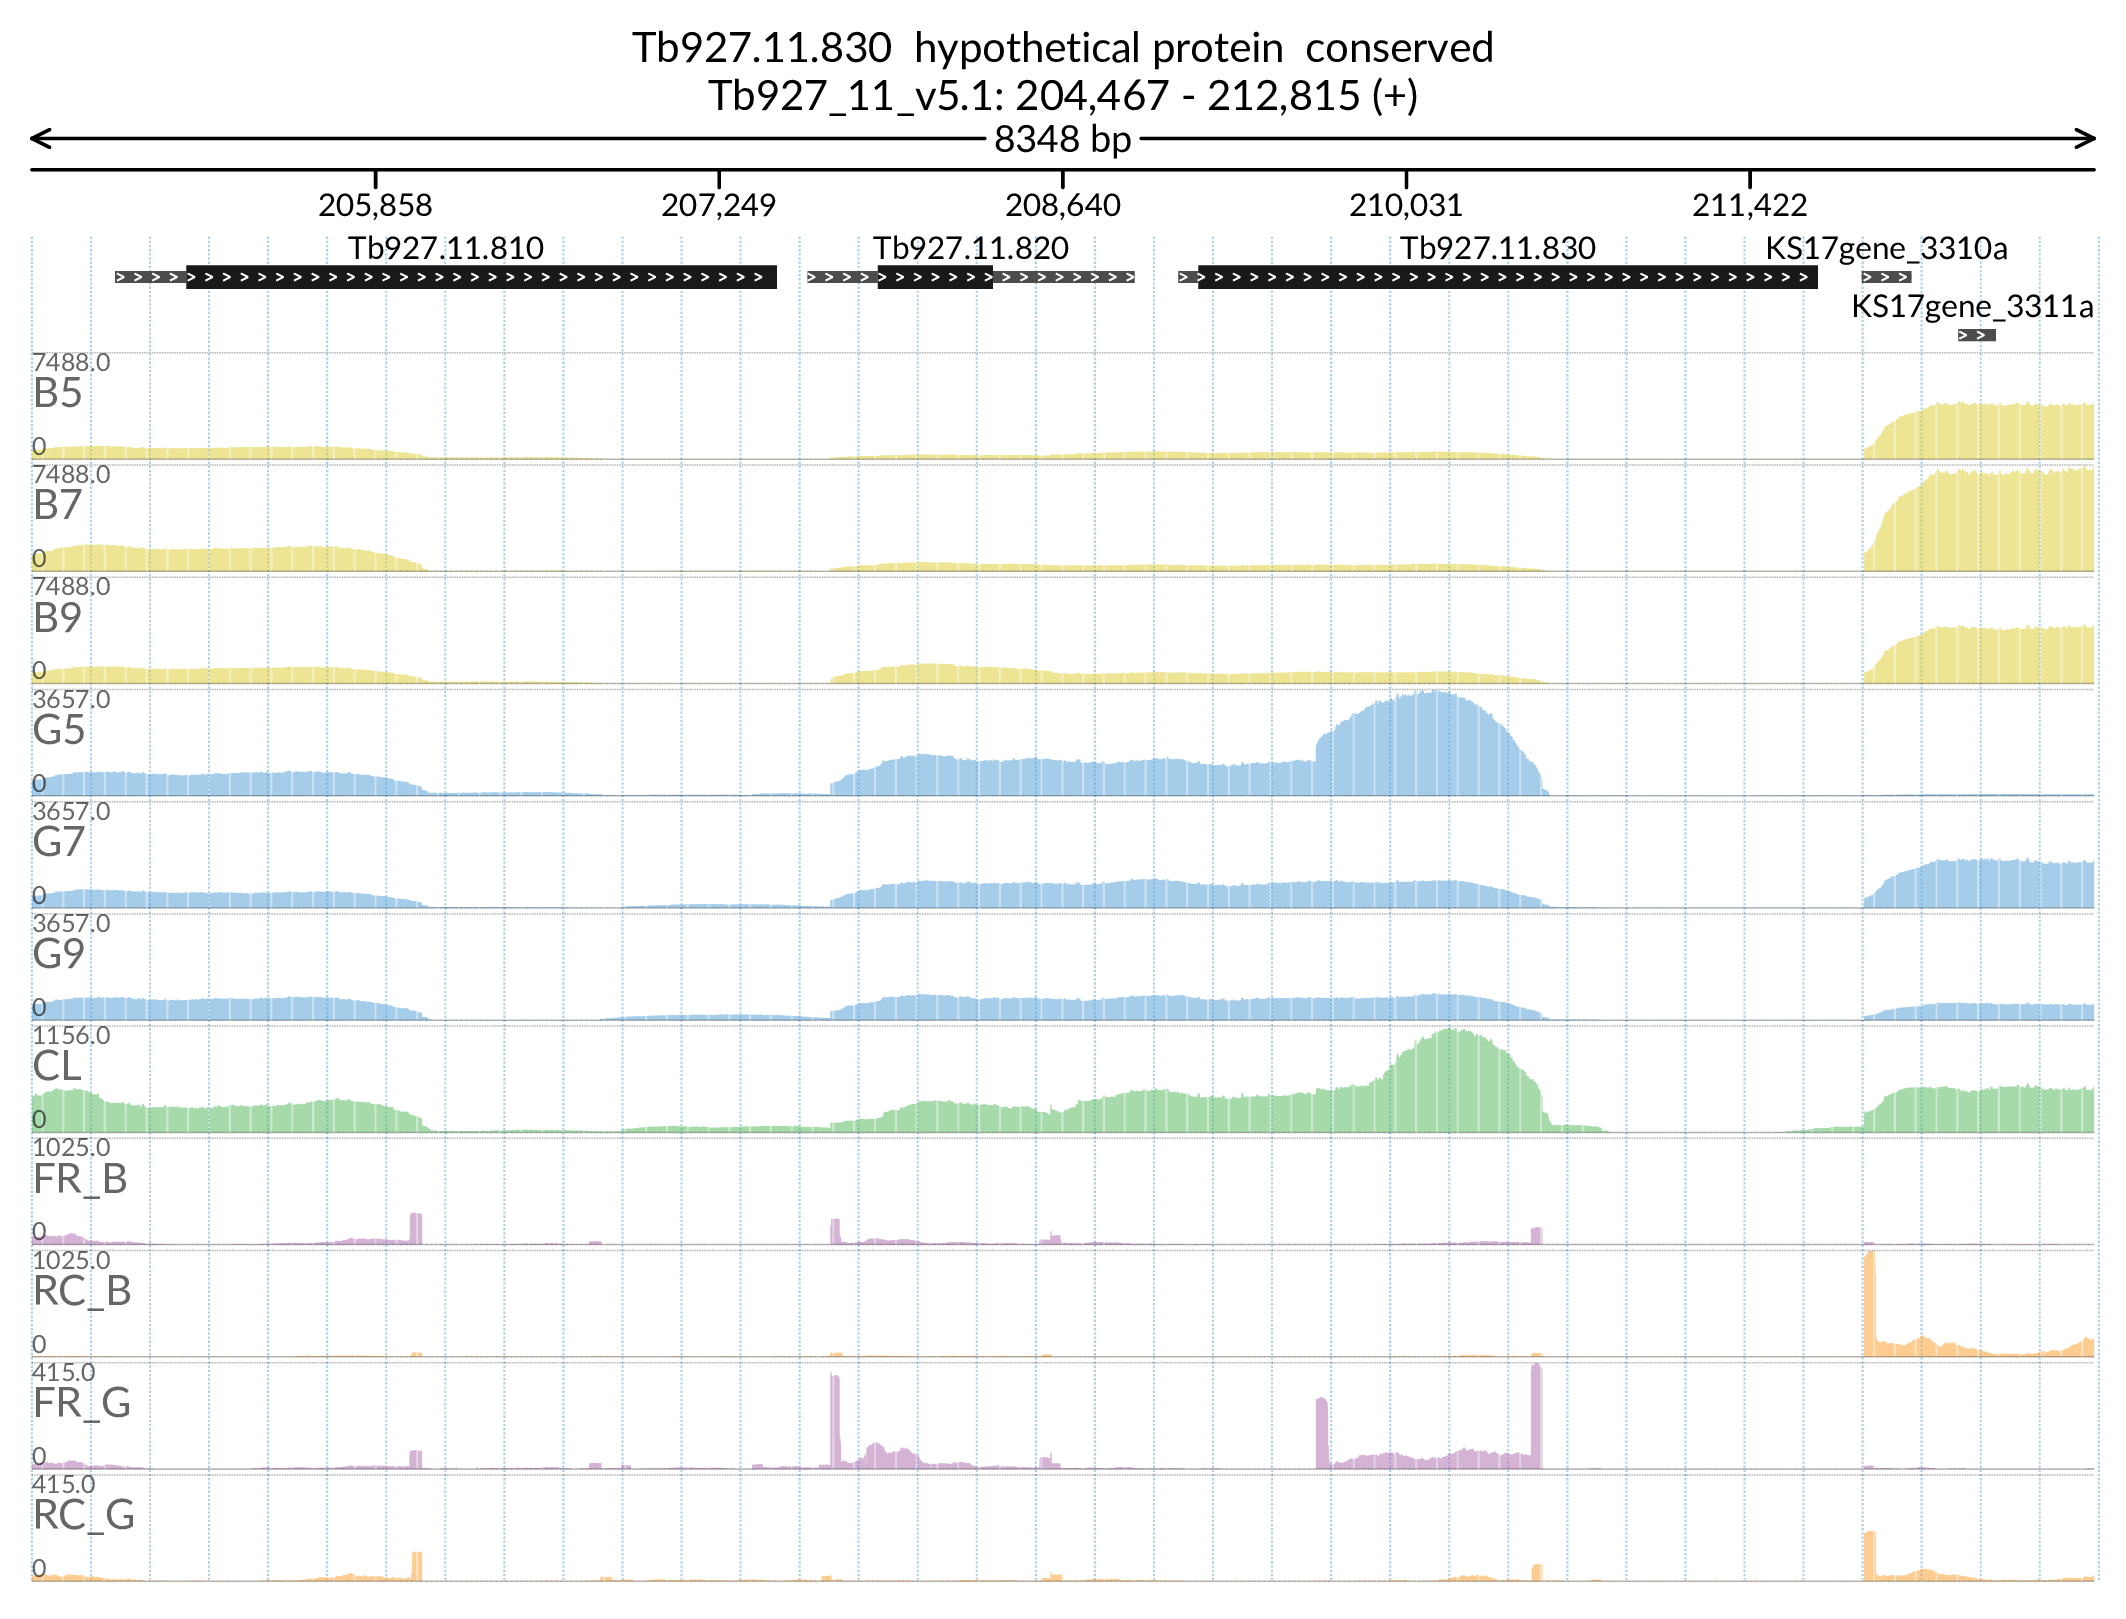 Tb927.11.830  hypothetical protein  conserved
Tb927_11_v5.1: 204,467 - 212,815 (+)
8348 bp
205,858 207,249 208,640 210,031 211,422
Tb927.11.810 Tb927.11.820 Tb927.11.830 KS17gene_3310a
KS17gene_3311a
7488.0
B5
0
7488.0
B7
0
7488.0
B9
0
3657.0
G5
0
3657.0
G7
0
3657.0
G9
0
1156.0
CL
0
1025.0
FR_B
0
1025.0
RC_B
0
415.0
FR_G
0
415.0
RC_G
0